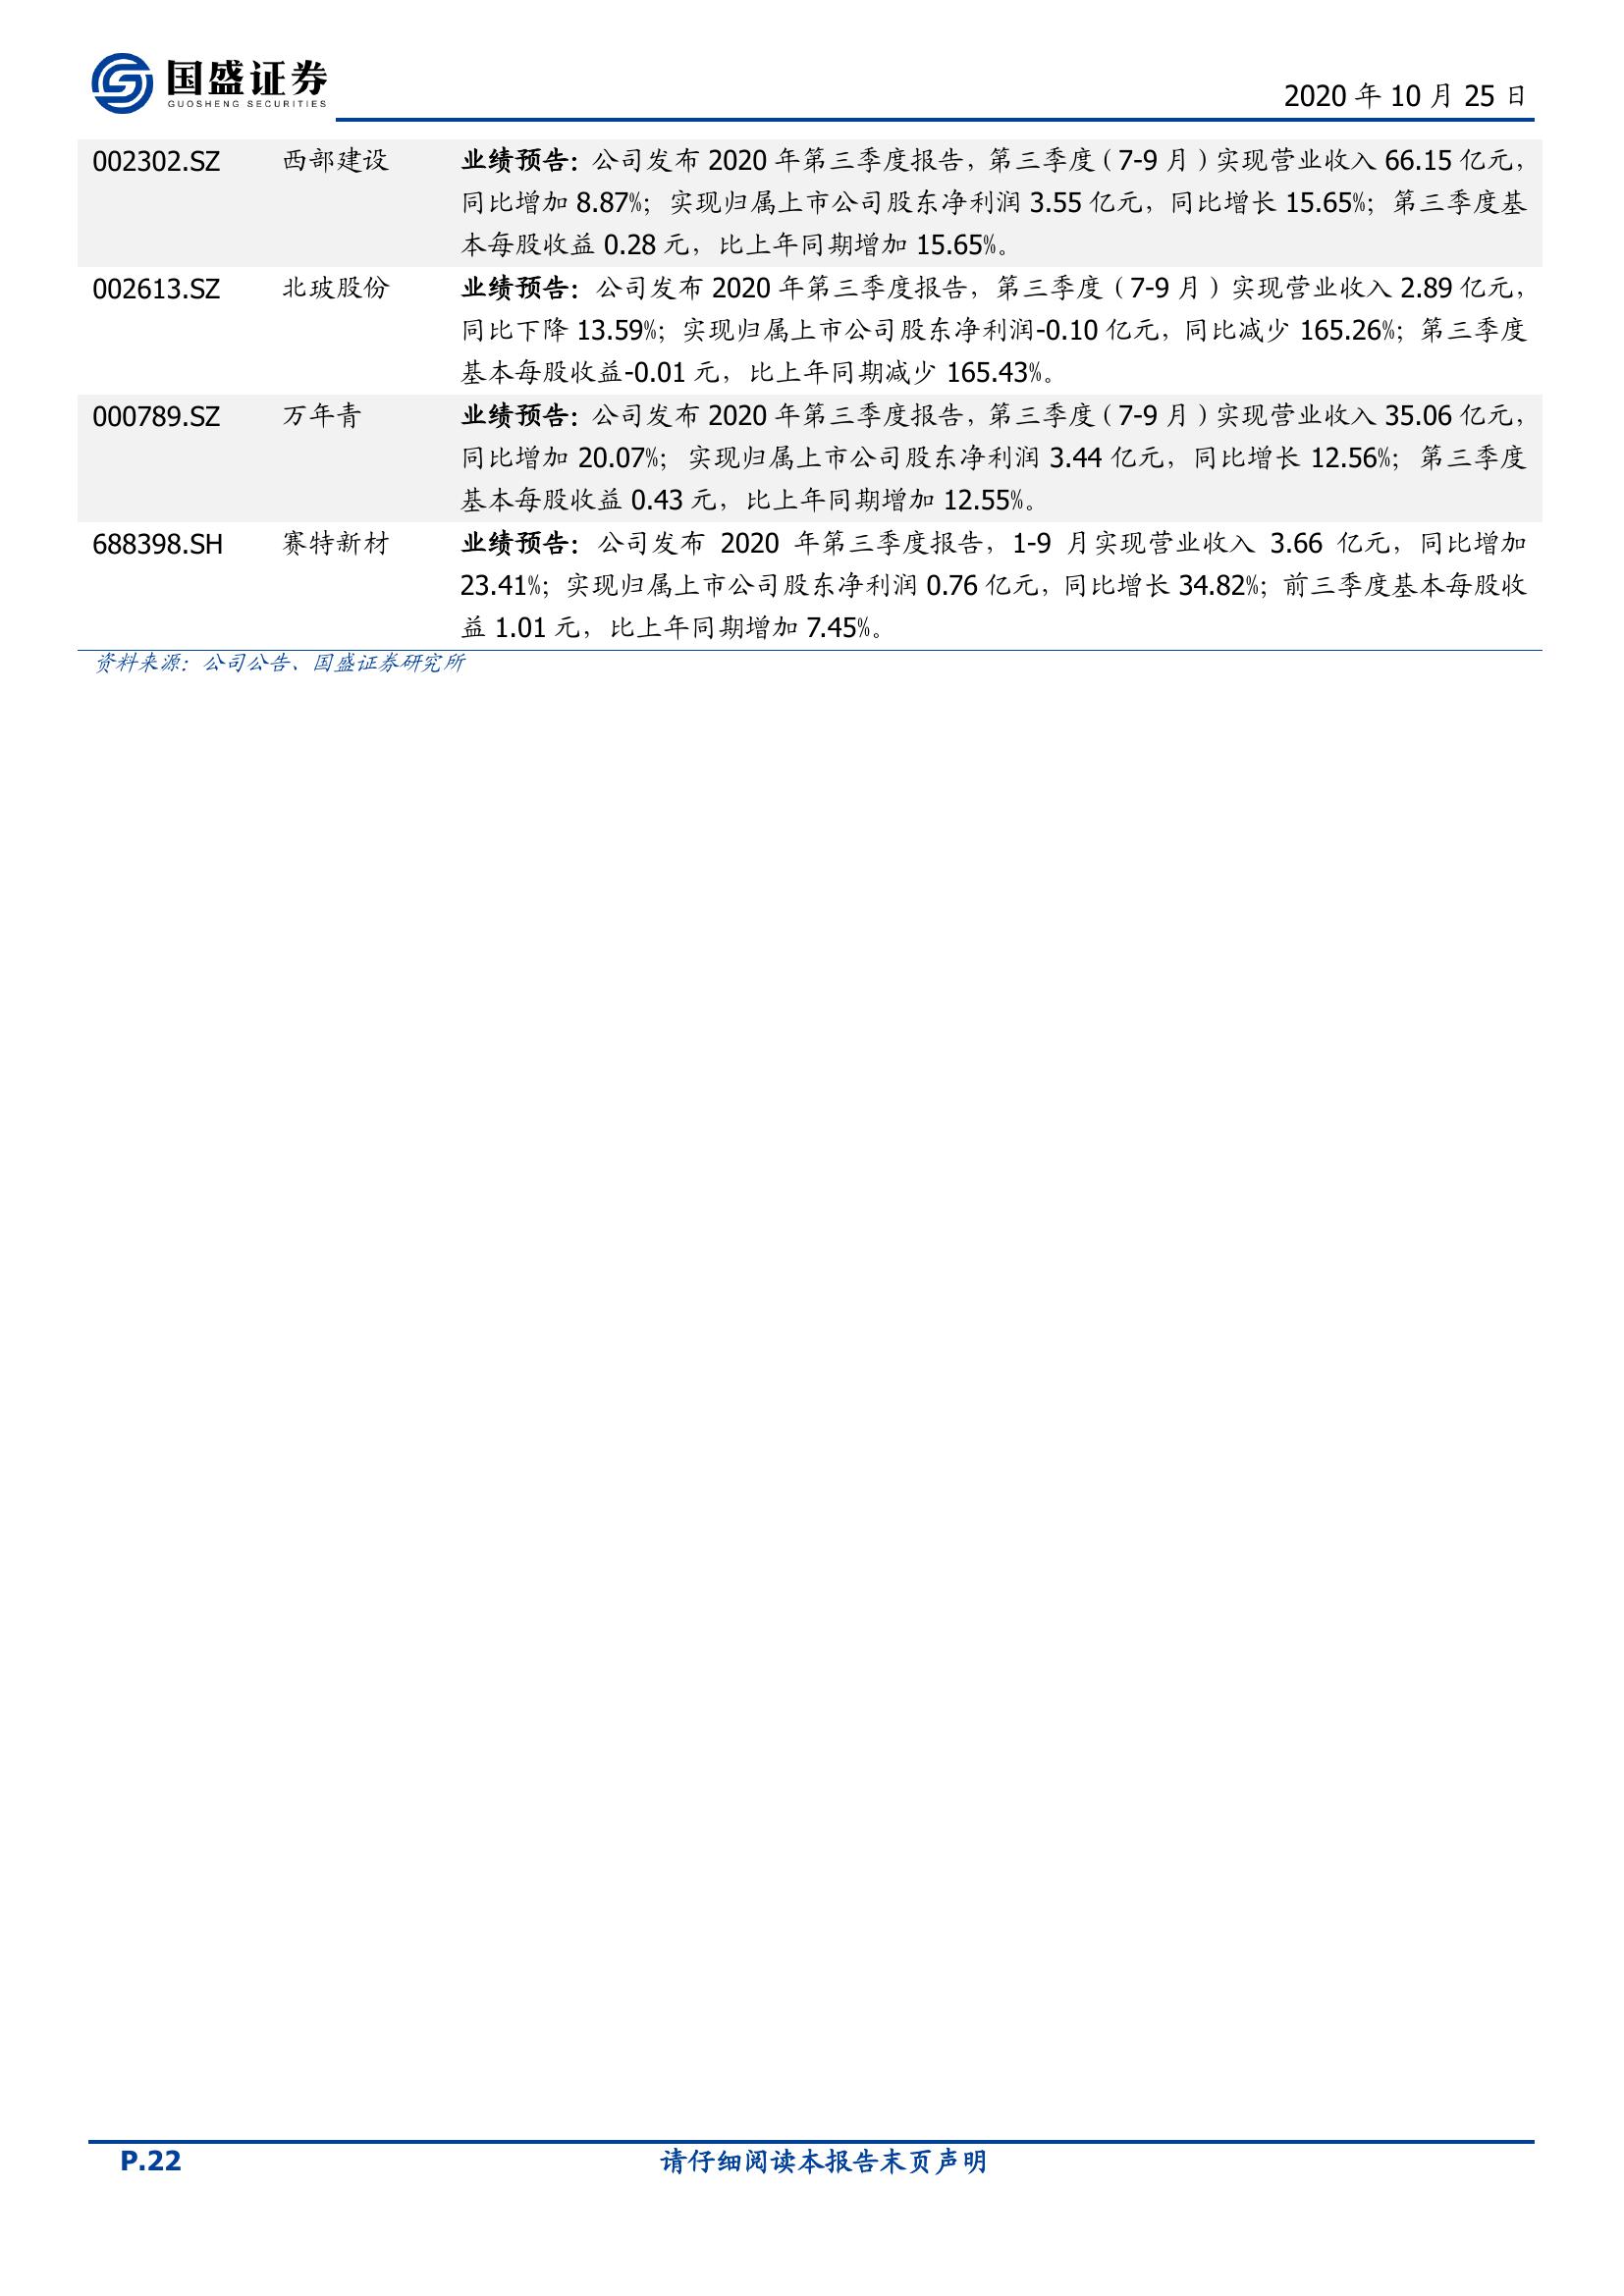 国盛证券
GUOSHENG SECURITIES
2020 年 10 月 25 日
002302.SZ 西部建设 业绩预告：公司发布 2020 年第三季度报告，第三季度（7-9 月）实现营业收入 66.15 亿元，
同比增加 8.87%；实现归属上市公司股东净利润 3.55 亿元，同比增长 15.65%；第三季度基
本每股收益 0.28 元，比上年同期增加 15.65%。
002613.SZ 北玻股份 业绩预告：公司发布 2020 年第三季度报告，第三季度（7-9 月）实现营业收入 2.89 亿元，
同比下降 13.59%；实现归属上市公司股东净利润-0.10 亿元，同比减少 165.26%；第三季度
基本每股收益-0.01 元，比上年同期减少 165.43%。
000789.SZ 万年青 业绩预告：公司发布 2020 年第三季度报告，第三季度（7-9 月）实现营业收入 35.06 亿元，
同比增加 20.07%；实现归属上市公司股东净利润 3.44 亿元，同比增长 12.56%；第三季度
基本每股收益 0.43 元，比上年同期增加 12.55%。
688398.SH 赛特新材 业绩预告：公司发布 2020 年第三季度报告，1-9 月实现营业收入 3.66 亿元，同比增加
23.41%；实现归属上市公司股东净利润 0.76 亿元，同比增长 34.82%；前三季度基本每股收
益 1.01 元，比上年同期增加 7.45%。
资料来源：公司公告、国盛证券研究所
P.22 请仔细阅读本报告末页声明